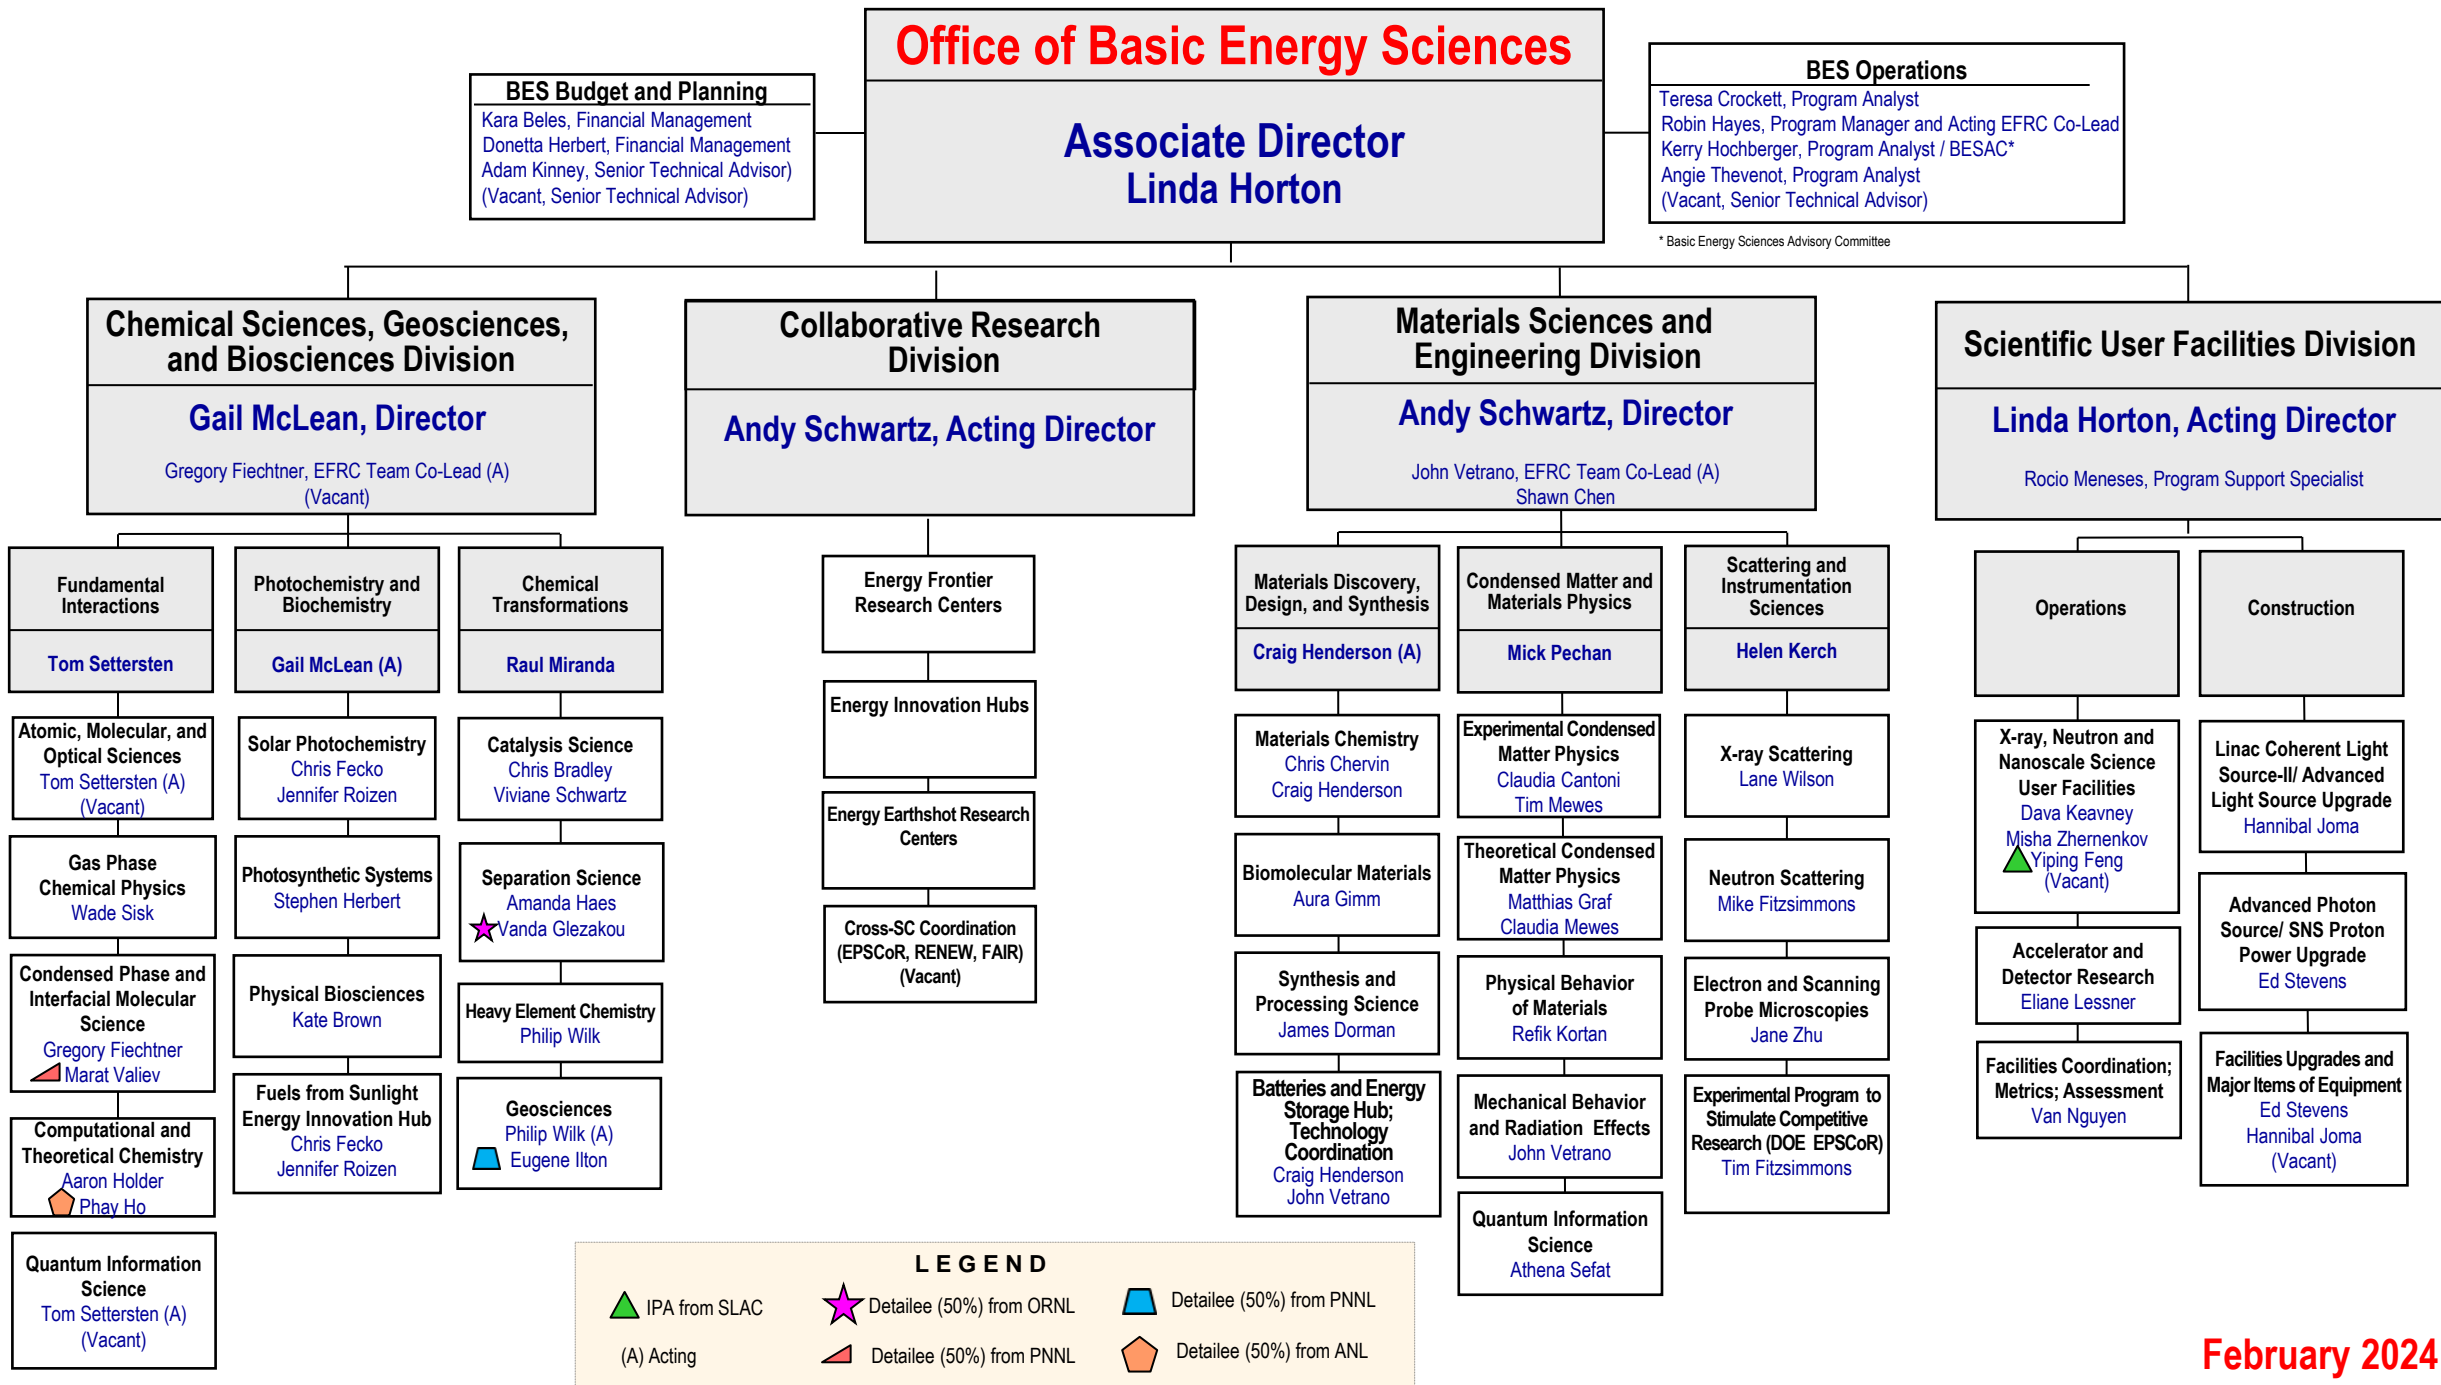 Office of Basic Energy Sciences
Associate Director
Linda Horton
BES Budget and Planning
Kara Beles, Financial Management
Donetta Herbert, Financial Management
Adam Kinney, Senior Technical Advisor)
(Vacant, Senior Technical Advisor)
BES Operations
Teresa Crockett, Program Analyst
Robin Hayes, Program Manager and Acting EFRC Co-Lead
Kerry Hochberger, Program Analyst / BESAC*
Angie Thevenot, Program Analyst
(Vacant, Senior Technical Advisor)
* Basic Energy Sciences Advisory Committee
Chemical Sciences, Geosciences,
and Biosciences Division
Gail McLean, Director
Gregory Fiechtner, EFRC Team Co-Lead (A)
(Vacant)
Fundamental
Interactions
Tom Settersten
Atomic, Molecular, and
Optical Sciences
Tom Settersten (A)
(Vacant)
Gas Phase
Chemical Physics
Wade Sisk
Condensed Phase and
Interfacial Molecular
Science
Gregory Fiechtner
Marat Valiev
Computational and
Theoretical Chemistry
Aaron Holder
Phay Ho
Quantum Information
Science
Tom Settersten (A)
(Vacant)
Photochemistry and
Biochemistry
Gail McLean (A)
Solar Photochemistry
Chris Fecko
Jennifer Roizen
Photosynthetic Systems
Stephen Herbert
Physical Biosciences
Kate Brown
Fuels from Sunlight
Energy Innovation Hub
Chris Fecko
Jennifer Roizen
Chemical
Transformations
Raul Miranda
Catalysis Science
Chris Bradley
Viviane Schwartz
Separation Science
Amanda Haes
Vanda Glezakou
Heavy Element Chemistry
Philip Wilk
Geosciences
Philip Wilk (A)
Eugene Ilton
Collaborative Research
Division
Andy Schwartz, Acting Director
Energy Frontier
Research Centers
Energy Innovation Hubs
Energy Earthshot Research
Centers
Cross-SC Coordination
(EPSCoR, RENEW, FAIR)
(Vacant)
Materials Sciences and
Engineering Division
Andy Schwartz, Director
John Vetrano, EFRC Team Co-Lead (A)
Shawn Chen
Materials Discovery,
Design, and Synthesis
Craig Henderson (A)
Materials Chemistry
Chris Chervin
Craig Henderson
Biomolecular Materials
Aura Gimm
Synthesis and
Processing Science
James Dorman
Batteries and Energy
Storage Hub;
Technology
Coordination
Craig Henderson
John Vetrano
Condensed Matter and
Materials Physics
Mick Pechan
Experimental Condensed
Matter Physics
Claudia Cantoni
Tim Mewes
Theoretical Condensed
Matter Physics
Matthias Graf
Claudia Mewes
Physical Behavior
of Materials
Refik Kortan
Mechanical Behavior
and Radiation Effects
John Vetrano
Quantum Information
Science
Athena Sefat
Scattering and
Instrumentation
Sciences
Helen Kerch
X-ray Scattering
Lane Wilson
Neutron Scattering
Mike Fitzsimmons
Electron and Scanning
Probe Microscopies
Jane Zhu
Experimental Program to
Stimulate Competitive
Research (DOE EPSCoR)
Tim Fitzsimmons
Scientific User Facilities Division
Linda Horton, Acting Director
Rocio Meneses, Program Support Specialist
Operations
X-ray, Neutron and
Nanoscale Science
User Facilities
Dava Keavney
Misha Zhernenkov
Yiping Feng
(Vacant)
Accelerator and
Detector Research
Eliane Lessner
Facilities Coordination;
Metrics; Assessment
Van Nguyen
Construction
Linac Coherent Light
Source-II/ Advanced
Light Source Upgrade
Hannibal Joma
Advanced Photon
Source/ SNS Proton
Power Upgrade
Ed Stevens
Facilities Upgrades and
Major Items of Equipment
Ed Stevens
Hannibal Joma
(Vacant)
LEGEND
IPA from SLAC
Detailee (50%) from ORNL
Detailee (50%) from PNNL
(A) Acting
Detailee (50%) from PNNL
Detailee (50%) from ANL
February 2024